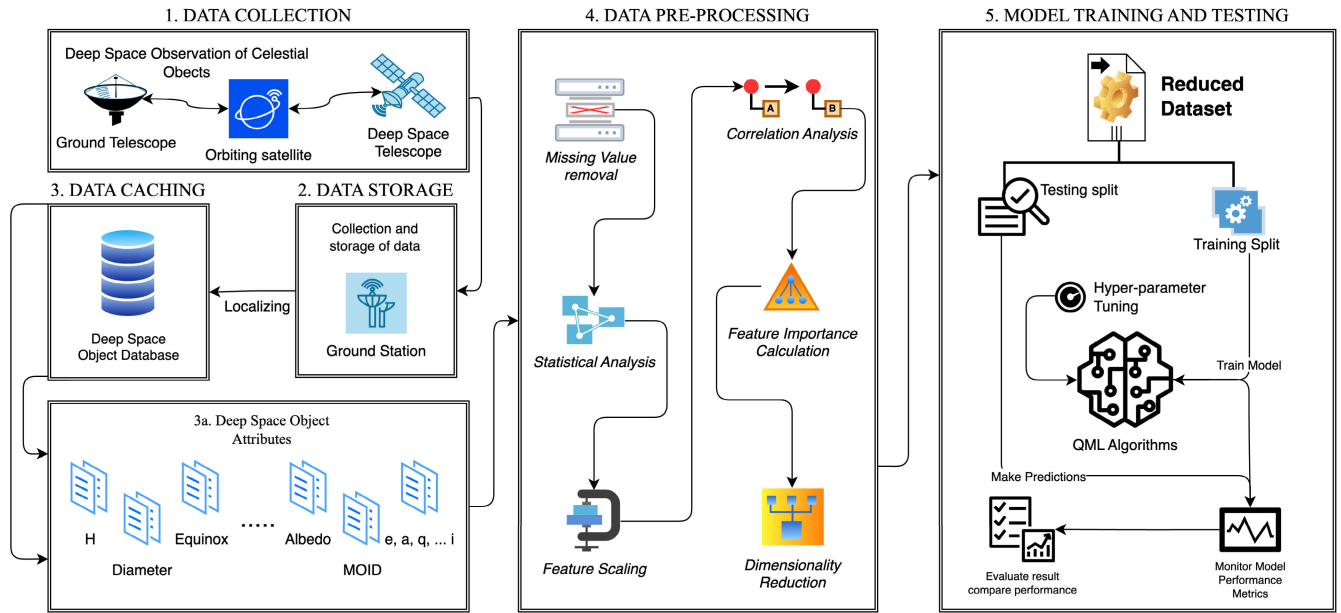 1. DATA COLLECTION
Deep Space Observation of Celestial
Obects
Ground Telescope
Orbiting satellite
Deep Space
Telescope
3. DATA CACHING
2. DATA STORAGE
Deep Space
Object Database
Localizing
Collection and
storage of data
Ground Station
3a. Deep Space Object
Attributes
H
Diameter
Equinox
.....
Albedo
MOID
e, a, q, ... i
4. DATA PRE-PROCESSING
Missing Value
removal
Statistical Analysis
Feature Scaling
A
B
Correlation Analysis
Feature Importance
Calculation
Dimensionality
Reduction
5. MODEL TRAINING AND TESTING
Reduced
Dataset
Testing split
Training Split
Hyper-parameter
Tuning
Train Model
QML Algorithms
Make Predictions
Evaluate result
compare performance
Monitor Model
Performance
Metrics